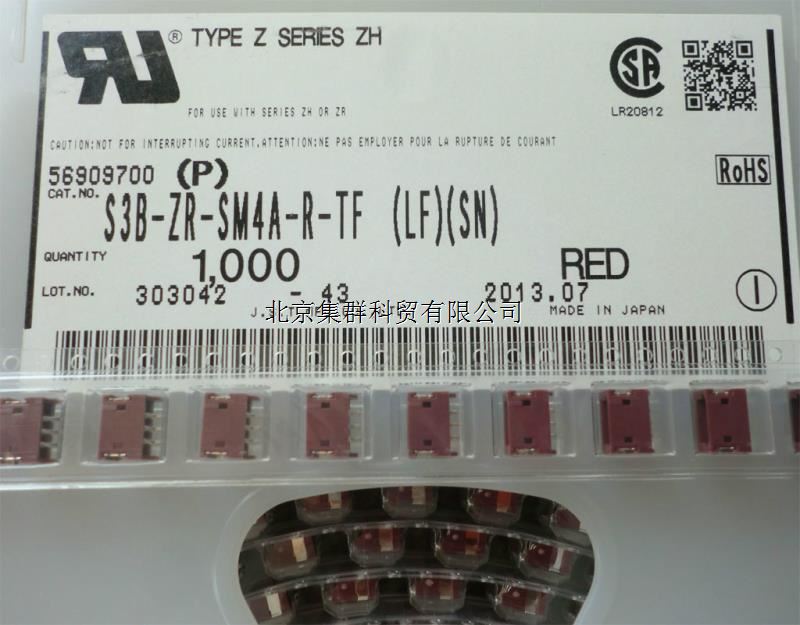 ® TYPE Z SERIES ZH
LR20812
FOR USE WITH SERIES ZH OR ZR
CAUTION:NOT FOR INTERRUPTING CURRENT.ATTENTION:NE PAS EMPLOYER POUR LA RUPTURE DE COURANT
56909700 (P)
RoHS
CAT.NO. S3B-ZR-SM4A-R-TF (LF)(SN)
QUANTITY 1,000 RED
LOT.NO. 303042 - 43 2013.07
北京集群科贸有限公司
MADE IN JAPAN